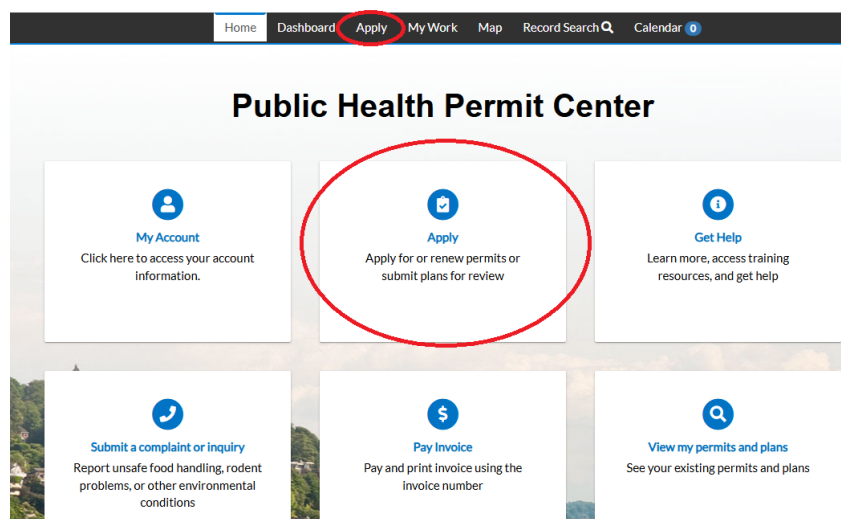 Home Dashboard Apply My Work Map Record Search Calendar 0
Public Health Permit Center
My Account
Click here to access your account
information.
Apply
Apply for or renew permits or
submit plans for review
Get Help
Learn more, access training
resources, and get help
Submit a complaint or inquiry
Report unsafe food handling, rodent
problems, or other environmental
conditions
Pay Invoice
Pay and print invoice using the
invoice number
View my permits and plans
See your existing permits and plans